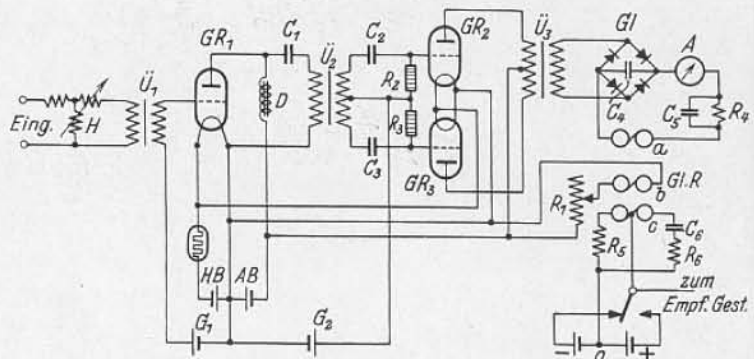 Eing.
H
Ü1
GR1
C1
D
Ü2
C2
R2
R3
C3
GR2
GR3
Ü3
Gl
C4
A
C5
R4
a
R1
b
Gl.R
c
R5
C6
R6
zum
Empf. Gest.
HB
AB
G1
G2
−
0
+